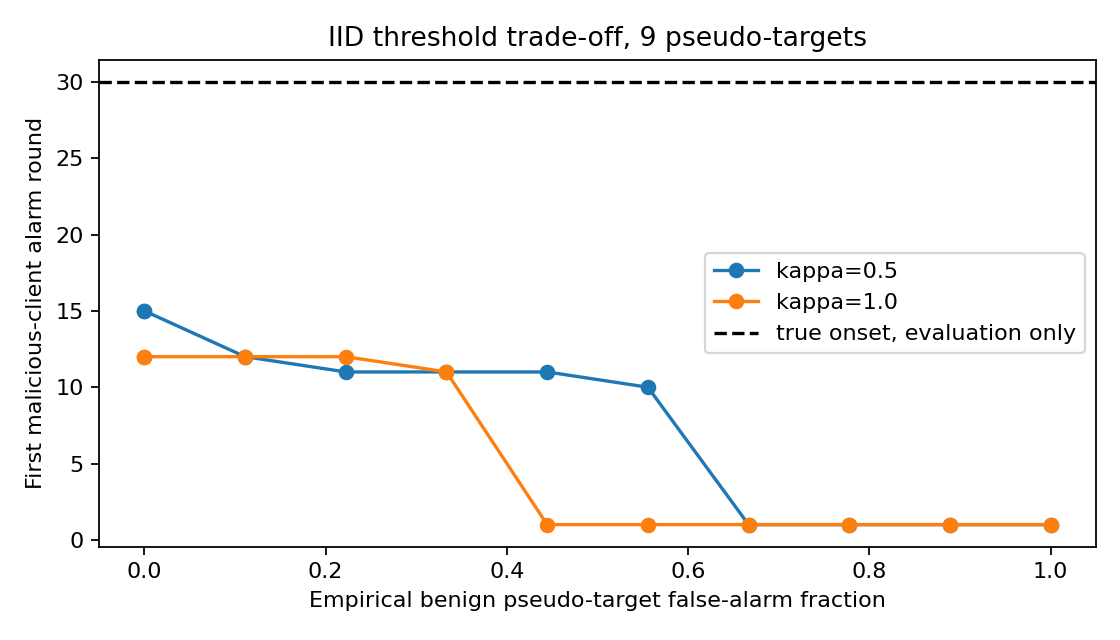 IID threshold trade-off, 9 pseudo-targets
First malicious-client alarm round
30
25
20
15
10
5
0
kappa=0.5
kappa=1.0
true onset, evaluation only
0.0 0.2 0.4 0.6 0.8 1.0
Empirical benign pseudo-target false-alarm fraction